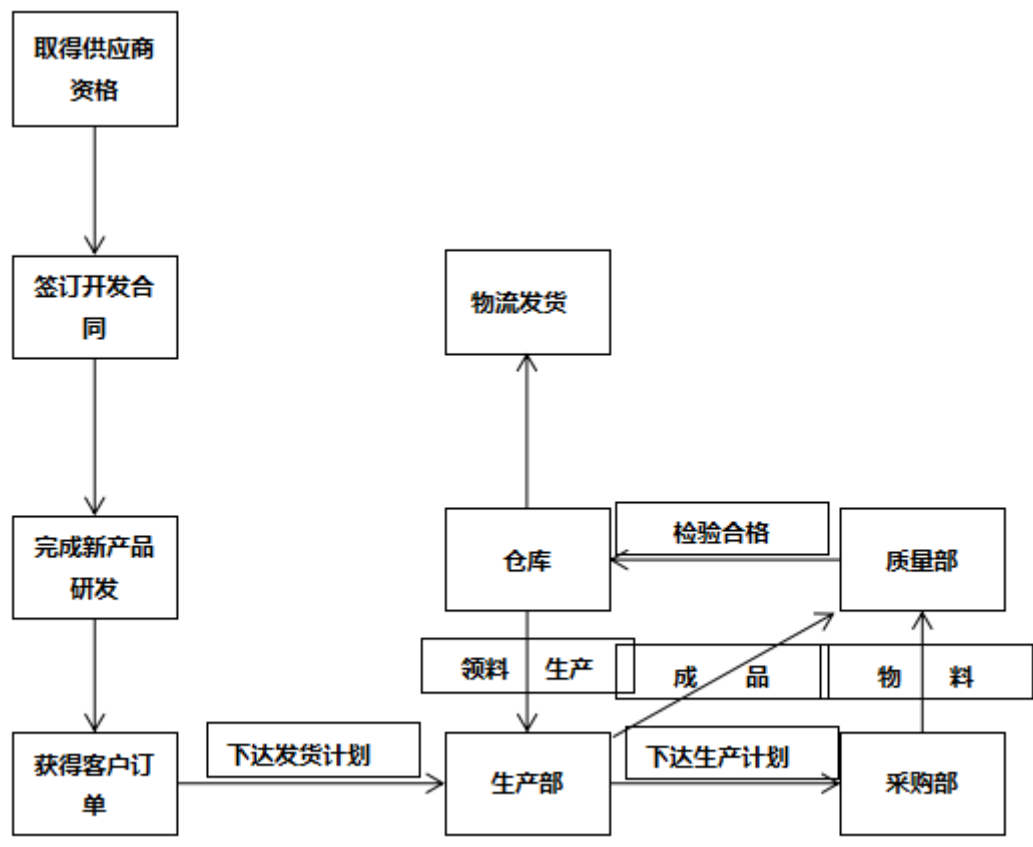 取得供应商
资格
签订开发合
同
物流发货
完成新产品
研发
仓库
检验合格
质量部
领料 生产
成 品
物 料
获得客户订
单
下达发货计划
生产部
下达生产计划
采购部